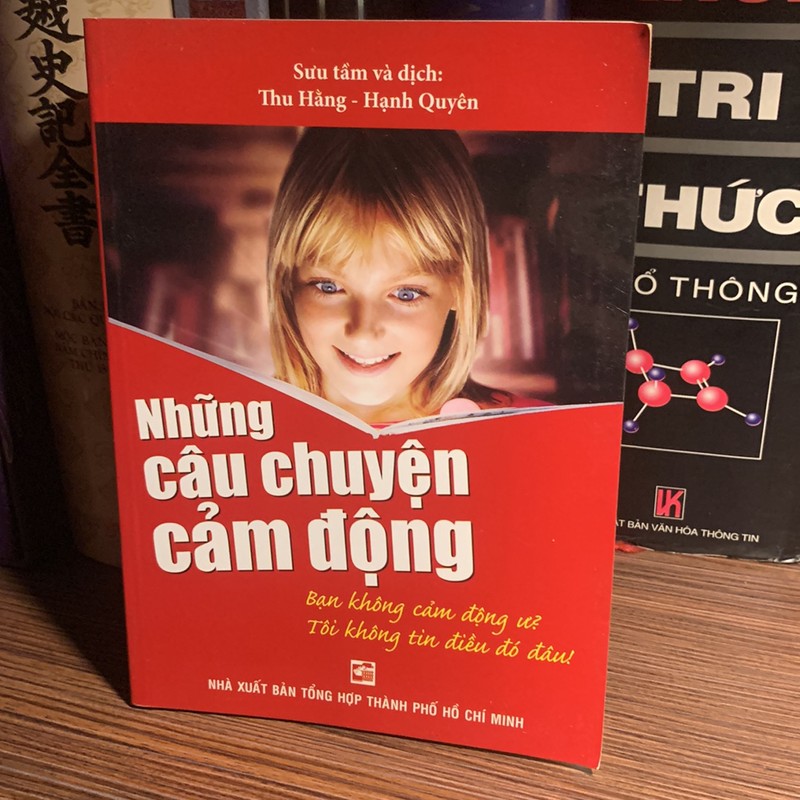 Sưu tầm và dịch:
Thu Hằng - Hạnh Quyên
Những
câu chuyện
cảm động
Bạn không cảm động ư?
Tôi không tin điều đó đâu!
NHÀ XUẤT BẢN TỔNG HỢP THÀNH PHỐ HỒ CHÍ MINH
越史記全書
TRI
THỨC
THÔNG
BẢN VĂN HÓA THÔNG TIN